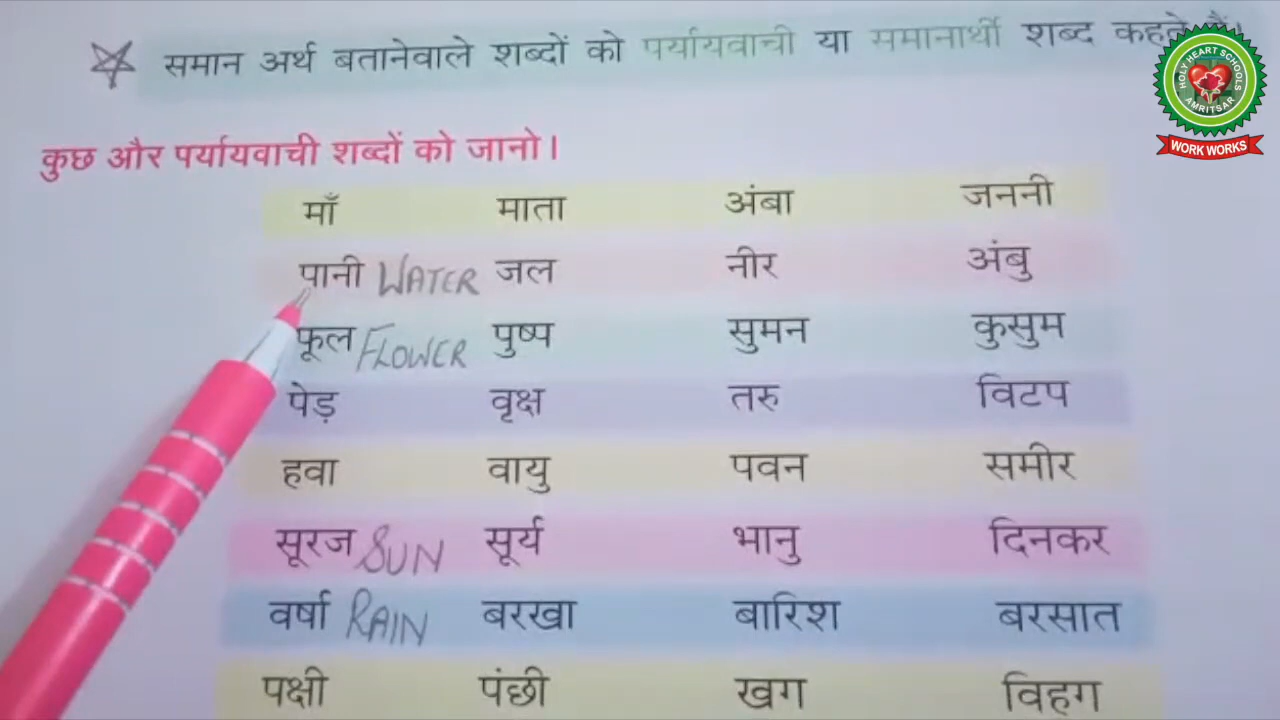 समान अर्थ बतानेवाले शब्दों को पर्यायवाची या समानार्थी शब्द कहते हैं।
कुछ और पर्यायवाची शब्दों को जानो।
माँ माता अंबा जननी
पानी WATER जल नीर अंबु
फूल FLOWER पुष्प सुमन कुसुम
पेड़ वृक्ष तरु विटप
हवा वायु पवन समीर
सूरज SUN सूर्य भानु दिनकर
वर्षा RAIN बरखा बारिश बरसात
पक्षी पंछी खग विहग
HOLY HEART SCHOOLS
AMRITSAR
WORK WORKS